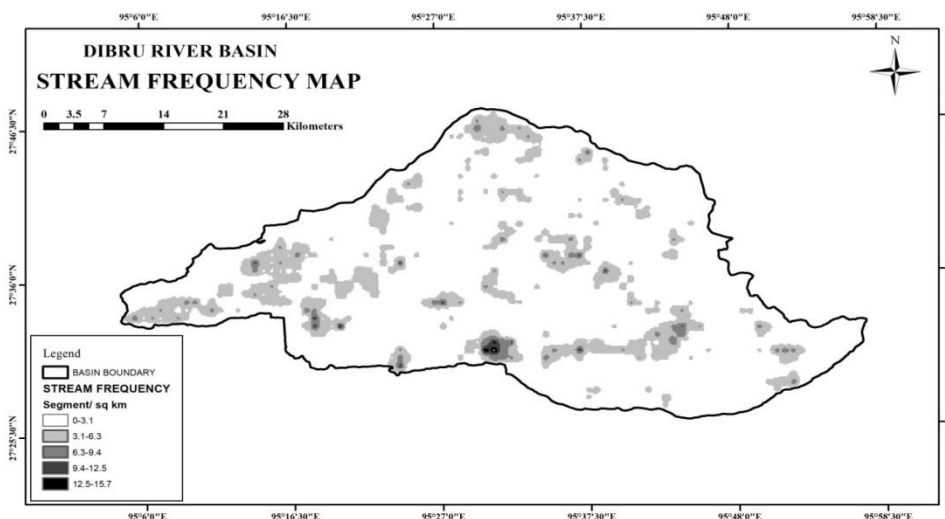 95°6'0"E 95°16'30"E 95°27'0"E 95°37'30"E 95°48'0"E 95°58'30"E
DIBRU RIVER BASIN
STREAM FREQUENCY MAP
N
0 3.5 7 14 21 28
Kilometers
27°46'30"N
27°36'0"N
27°25'30"N
Legend
BASIN BOUNDARY
STREAM FREQUENCY
Segment/ sq km
0-3.1
3.1-6.3
6.3-9.4
9.4-12.5
12.5-15.7
95°6'0"E 95°16'30"E 95°27'0"E 95°37'30"E 95°48'0"E 95°58'30"E